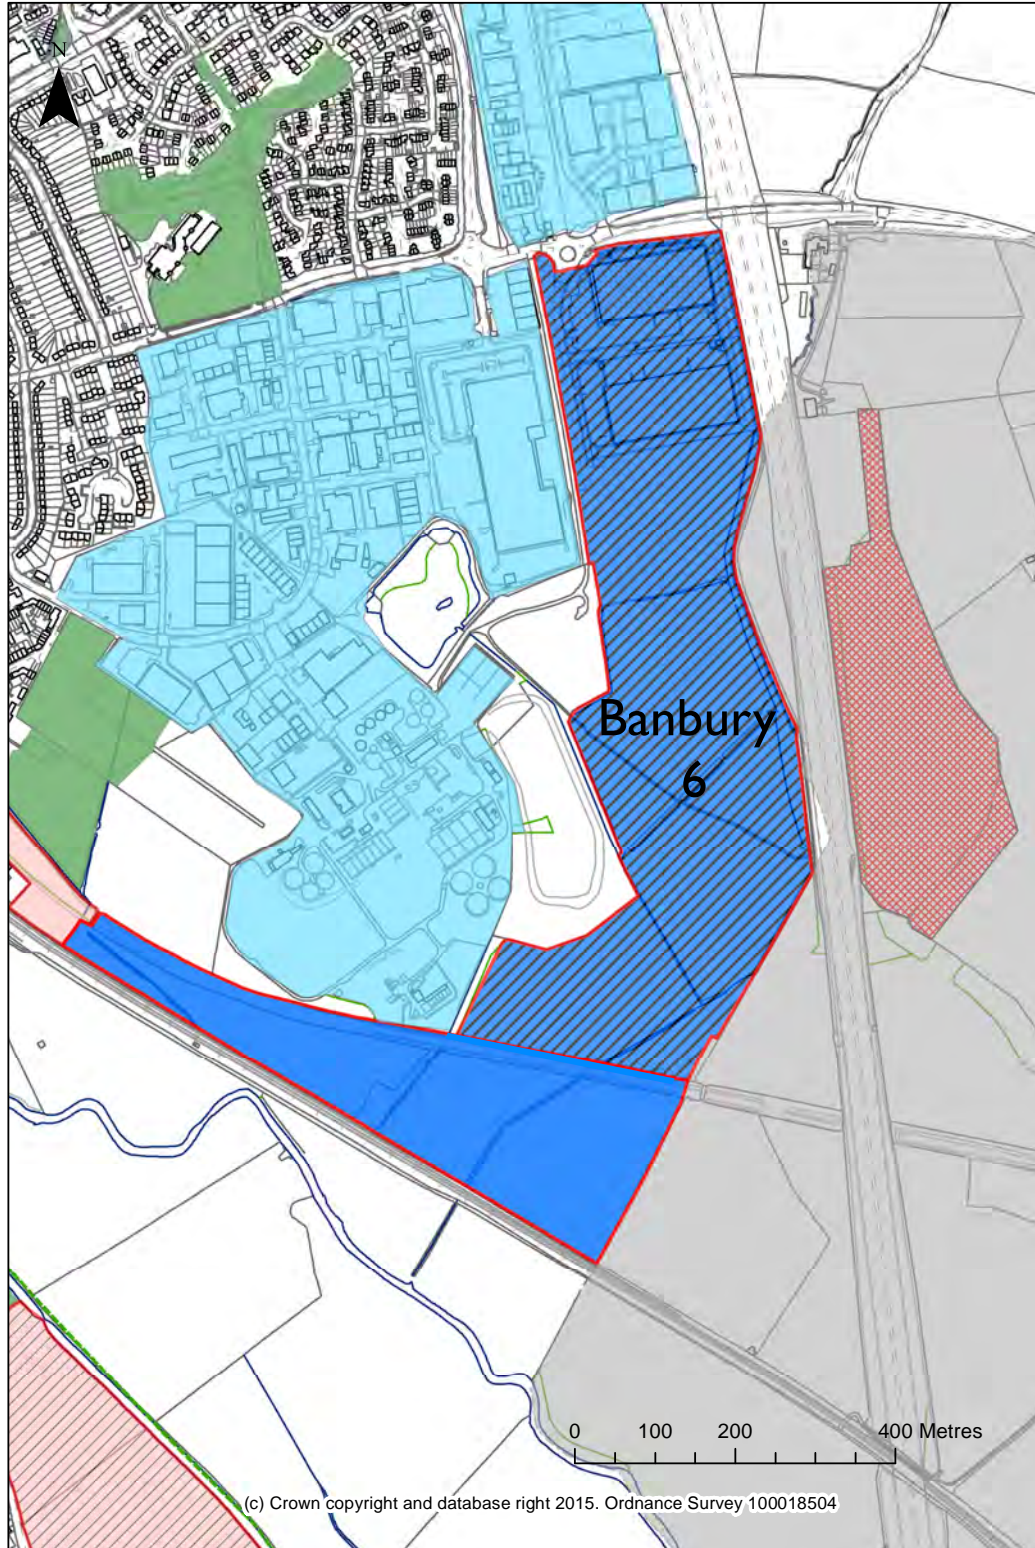 N
Banbury
6
0 100 200 400 Metres
(c) Crown copyright and database right 2015. Ordnance Survey 100018504